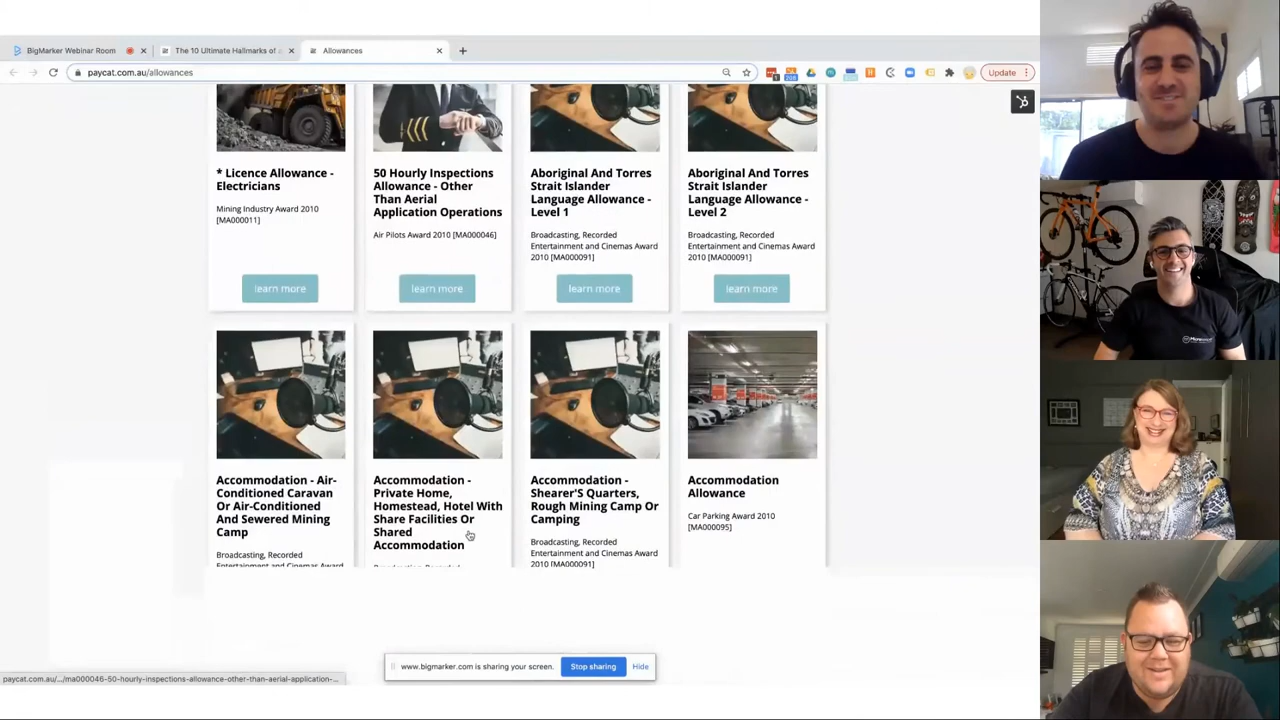 BigMarker Webinar Room
The 10 Ultimate Hallmarks of
Allowances
paycat.com.au/allowances
Update
* Licence Allowance -
Electricians
Mining Industry Award 2010
[MA000011]
learn more
50 Hourly Inspections
Allowance - Other
Than Aerial
Application Operations
Air Pilots Award 2010 [MA000046]
learn more
Aboriginal And Torres
Strait Islander
Language Allowance -
Level 1
Broadcasting, Recorded
Entertainment and Cinemas Award
2010 [MA000091]
learn more
Aboriginal And Torres
Strait Islander
Language Allowance -
Level 2
Broadcasting, Recorded
Entertainment and Cinemas Award
2010 [MA000091]
learn more
Accommodation - Air-
Conditioned Caravan
Or Air-Conditioned
And Sewered Mining
Camp
Broadcasting, Recorded
Entertainment and Cinemas Award
Accommodation -
Private Home,
Homestead, Hotel With
Share Facilities Or
Shared
Accommodation
Accommodation -
Shearer'S Quarters,
Rough Mining Camp Or
Camping
Broadcasting, Recorded
Entertainment and Cinemas Award
2010 [MA000091]
Accommodation
Allowance
Car Parking Award 2010
[MA000095]
www.bigmarker.com is sharing your screen.
Stop sharing
Hide
paycat.com.au/.../ma000046-50-hourly-inspections-allowance-other-than-aerial-application-...